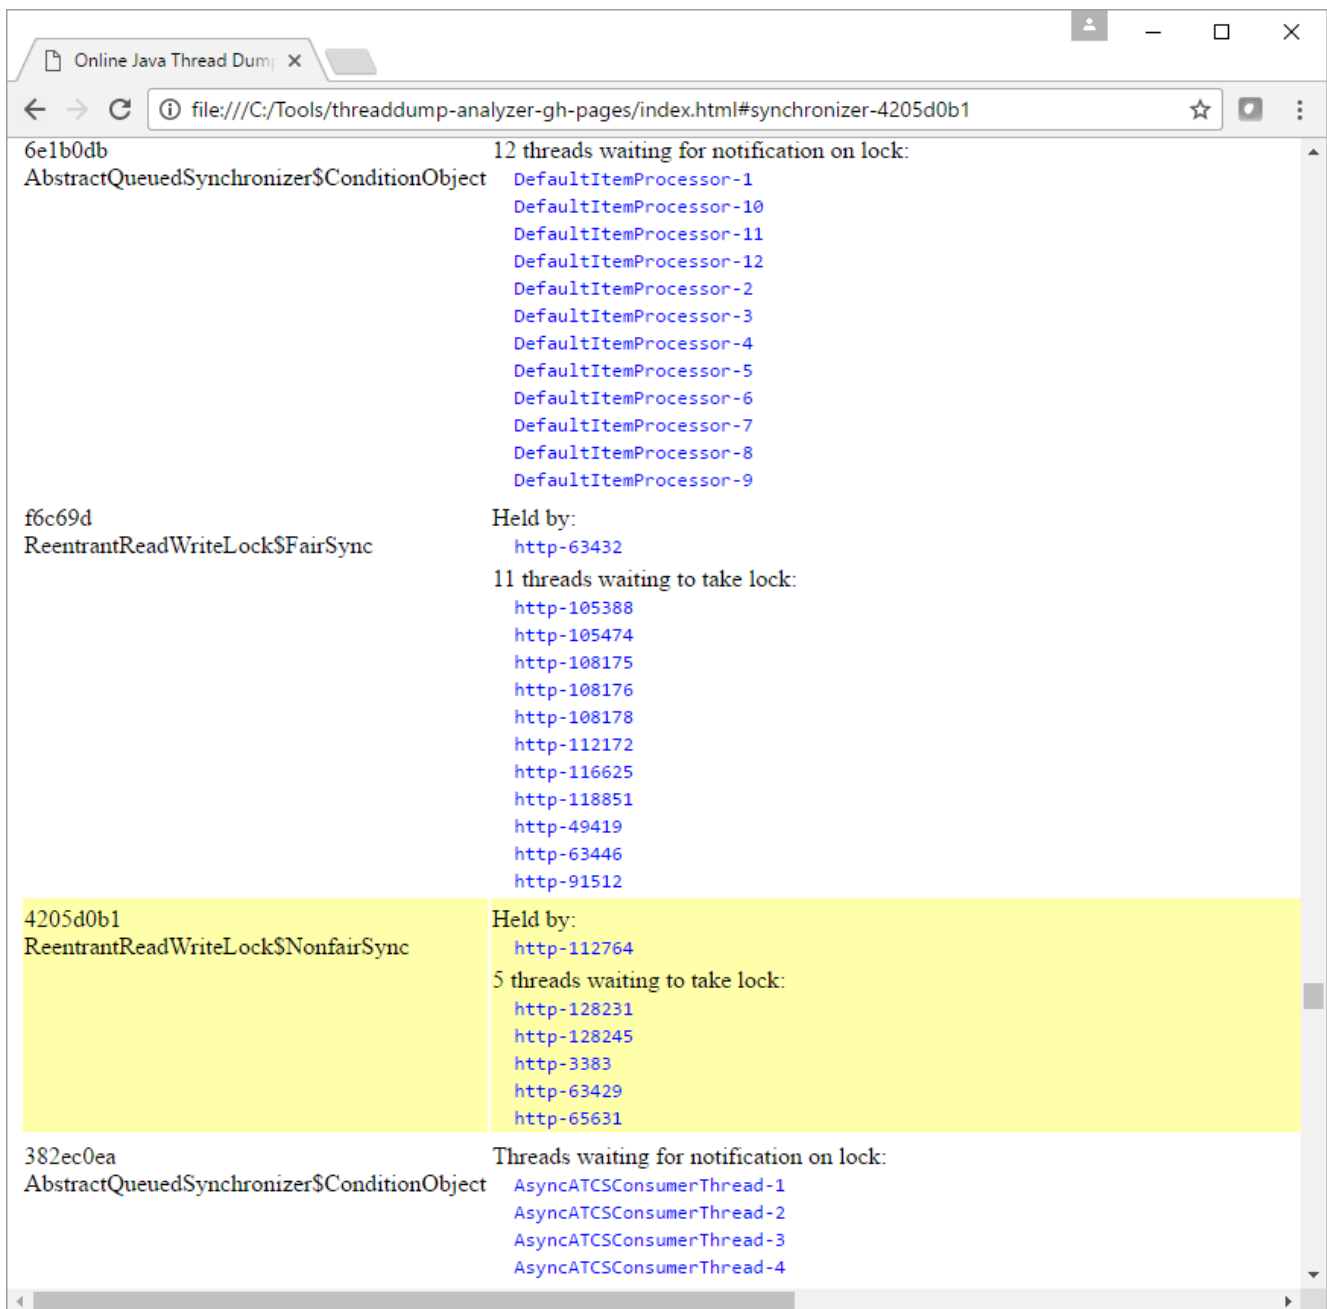 Online Java Thread Dum
file:///C:/Tools/threaddump-analyzer-gh-pages/index.html#synchronizer-4205d0b1
6e1b0db
AbstractQueuedSynchronizer$ConditionObject
12 threads waiting for notification on lock:
DefaultItemProcessor-1
DefaultItemProcessor-10
DefaultItemProcessor-11
DefaultItemProcessor-12
DefaultItemProcessor-2
DefaultItemProcessor-3
DefaultItemProcessor-4
DefaultItemProcessor-5
DefaultItemProcessor-6
DefaultItemProcessor-7
DefaultItemProcessor-8
DefaultItemProcessor-9
f6c69d
ReentrantReadWriteLock$FairSync
Held by:
http-63432
11 threads waiting to take lock:
http-105388
http-105474
http-108175
http-108176
http-108178
http-112172
http-116625
http-118851
http-49419
http-63446
http-91512
4205d0b1
ReentrantReadWriteLock$NonfairSync
Held by:
http-112764
5 threads waiting to take lock:
http-128231
http-128245
http-3383
http-63429
http-65631
382ec0ea
AbstractQueuedSynchronizer$ConditionObject
Threads waiting for notification on lock:
AsyncATCSConsumerThread-1
AsyncATCSConsumerThread-2
AsyncATCSConsumerThread-3
AsyncATCSConsumerThread-4